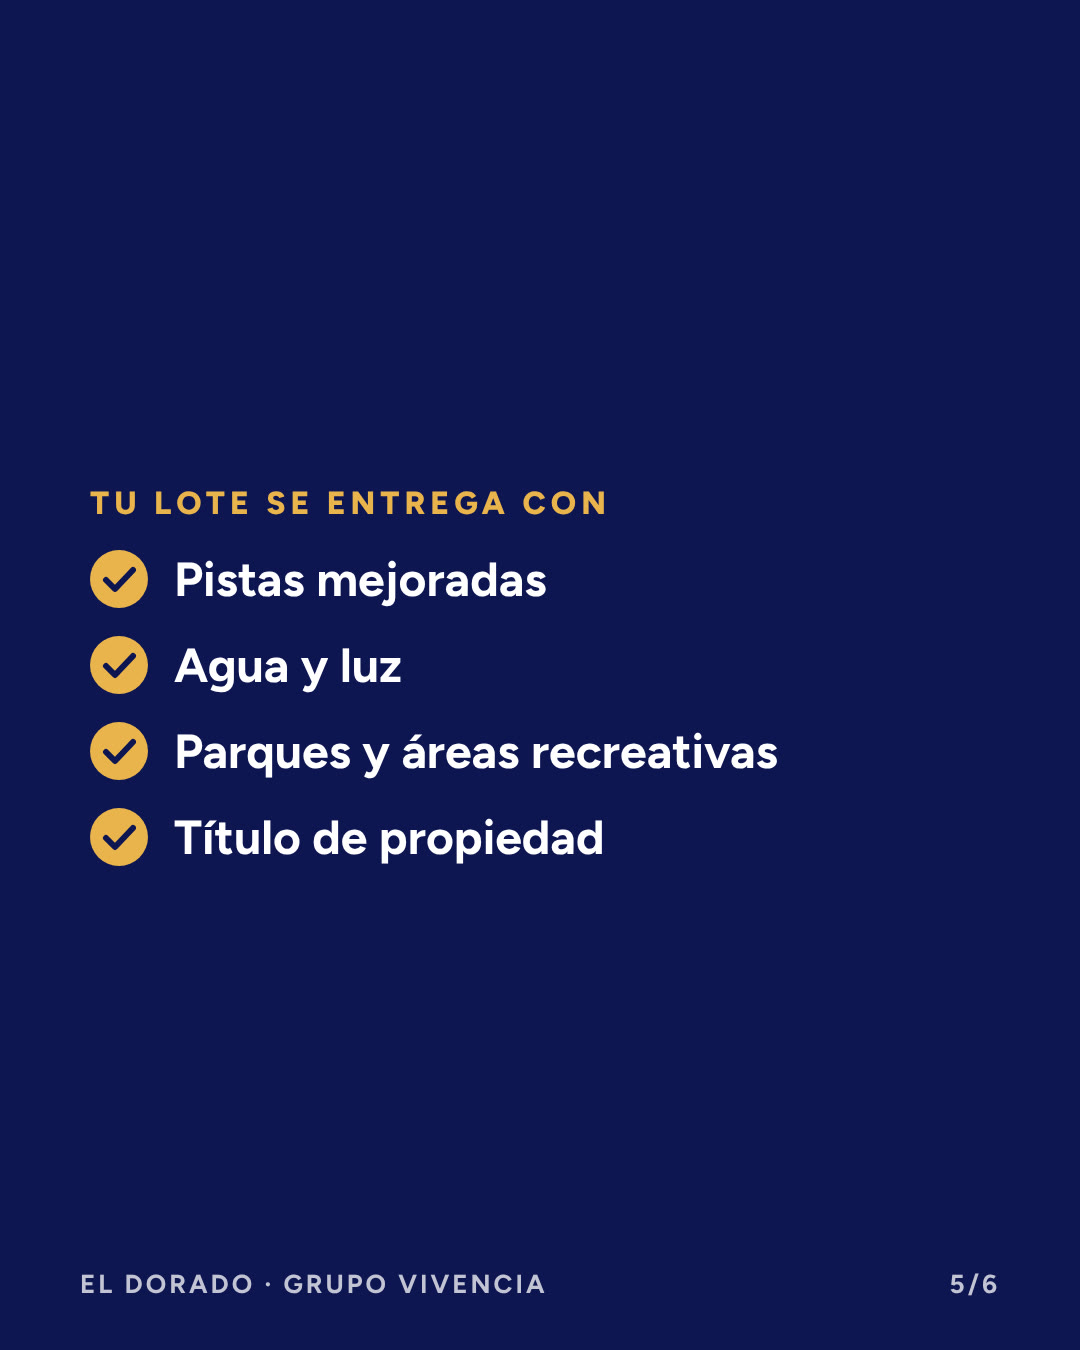 TU LOTE SE ENTREGA CON
Pistas mejoradas
Agua y luz
Parques y áreas recreativas
Título de propiedad
EL DORADO · GRUPO VIVENCIA
5/6